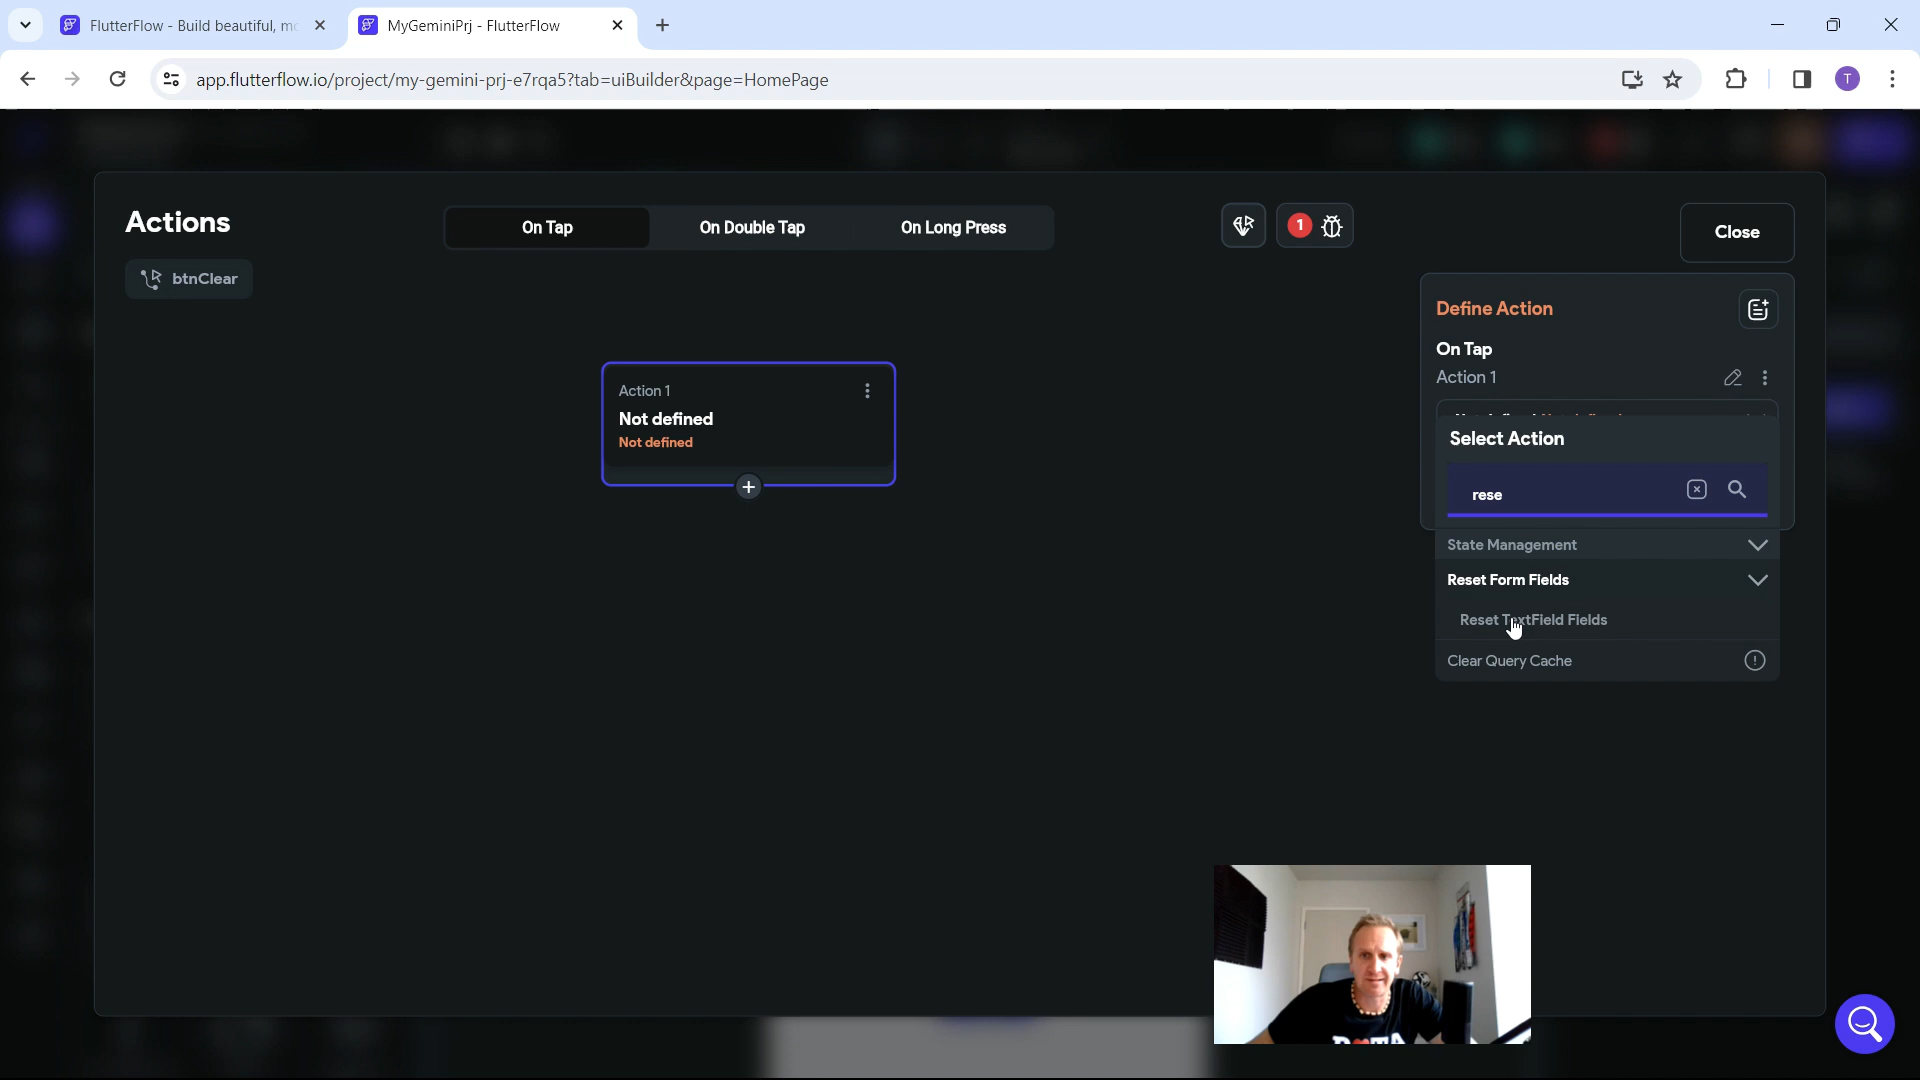 FlutterFlow - Build beautiful, mo
MyGeminiPrj - FlutterFlow
app.flutterflow.io/project/my-gemini-prj-e7rqa5?tab=uiBuilder&page=HomePage
T
Actions
On Tap
On Double Tap
On Long Press
1
Close
btnClear
Define Action
On Tap
Action 1
Action 1
Not defined
Not defined
Select Action
rese
State Management
Reset Form Fields
Reset TextField Fields
Clear Query Cache